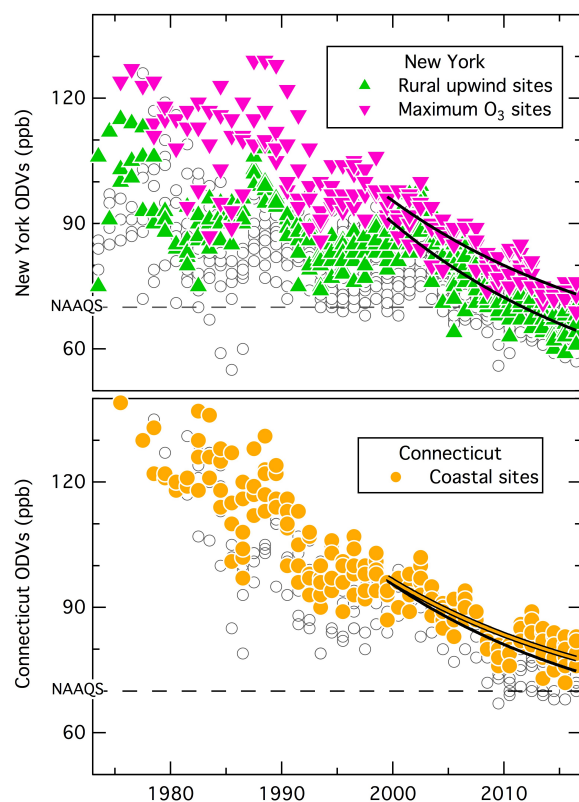 New York ODVs (ppb)
120
90
NAAQS
60
New York
Rural upwind sites
Maximum O₃ sites
Connecticut ODVs (ppb)
120
90
NAAQS
60
Connecticut
Coastal sites
1980
1990
2000
2010